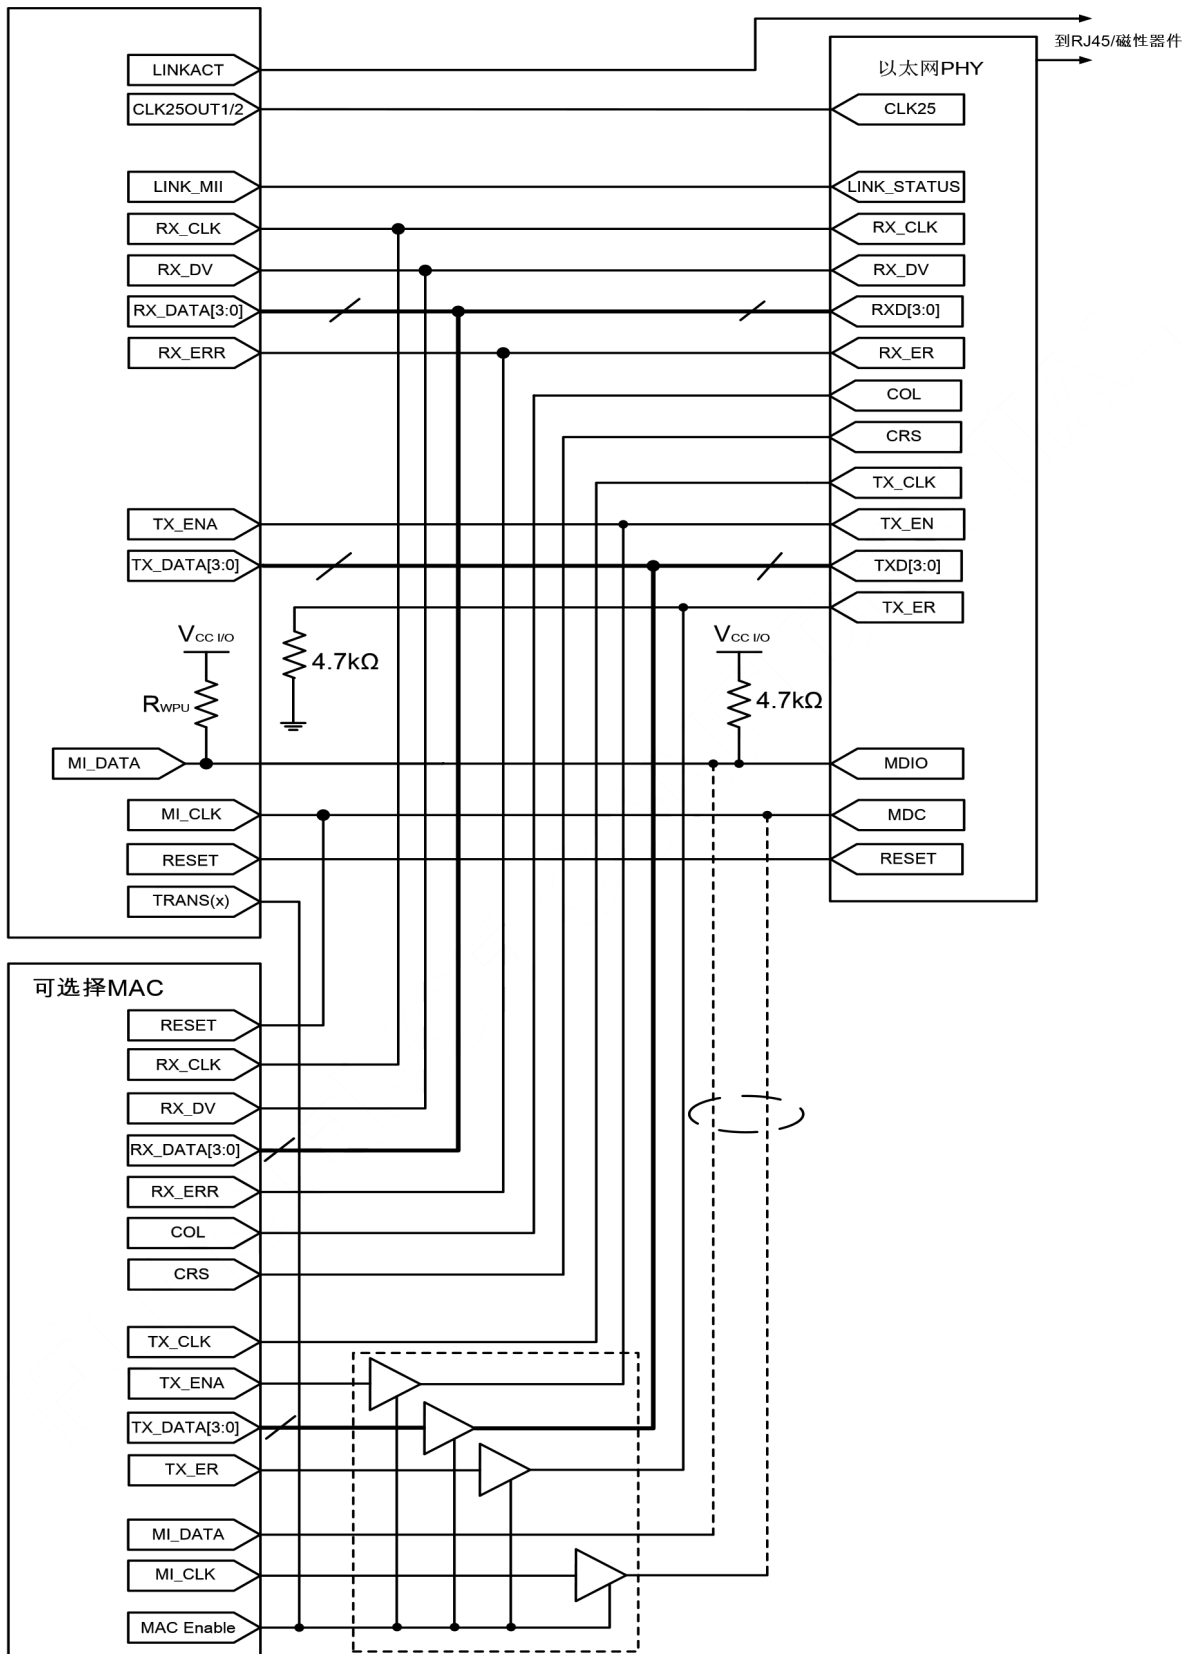 LINKACT
CLK25OUT1/2
LINK_MII
RX_CLK
RX_DV
RX_DATA[3:0]
RX_ERR
TX_ENA
TX_DATA[3:0]
VCC I/O
RWPU
4.7kΩ
MI_DATA
MI_CLK
RESET
TRANS(x)
到RJ45/磁性器件
以太网PHY
CLK25
LINK_STATUS
RX_CLK
RX_DV
RXD[3:0]
RX_ER
COL
CRS
TX_CLK
TX_EN
TXD[3:0]
TX_ER
VCC I/O
4.7kΩ
MDIO
MDC
RESET
可选择MAC
RESET
RX_CLK
RX_DV
RX_DATA[3:0]
RX_ERR
COL
CRS
TX_CLK
TX_ENA
TX_DATA[3:0]
TX_ER
MI_DATA
MI_CLK
MAC Enable